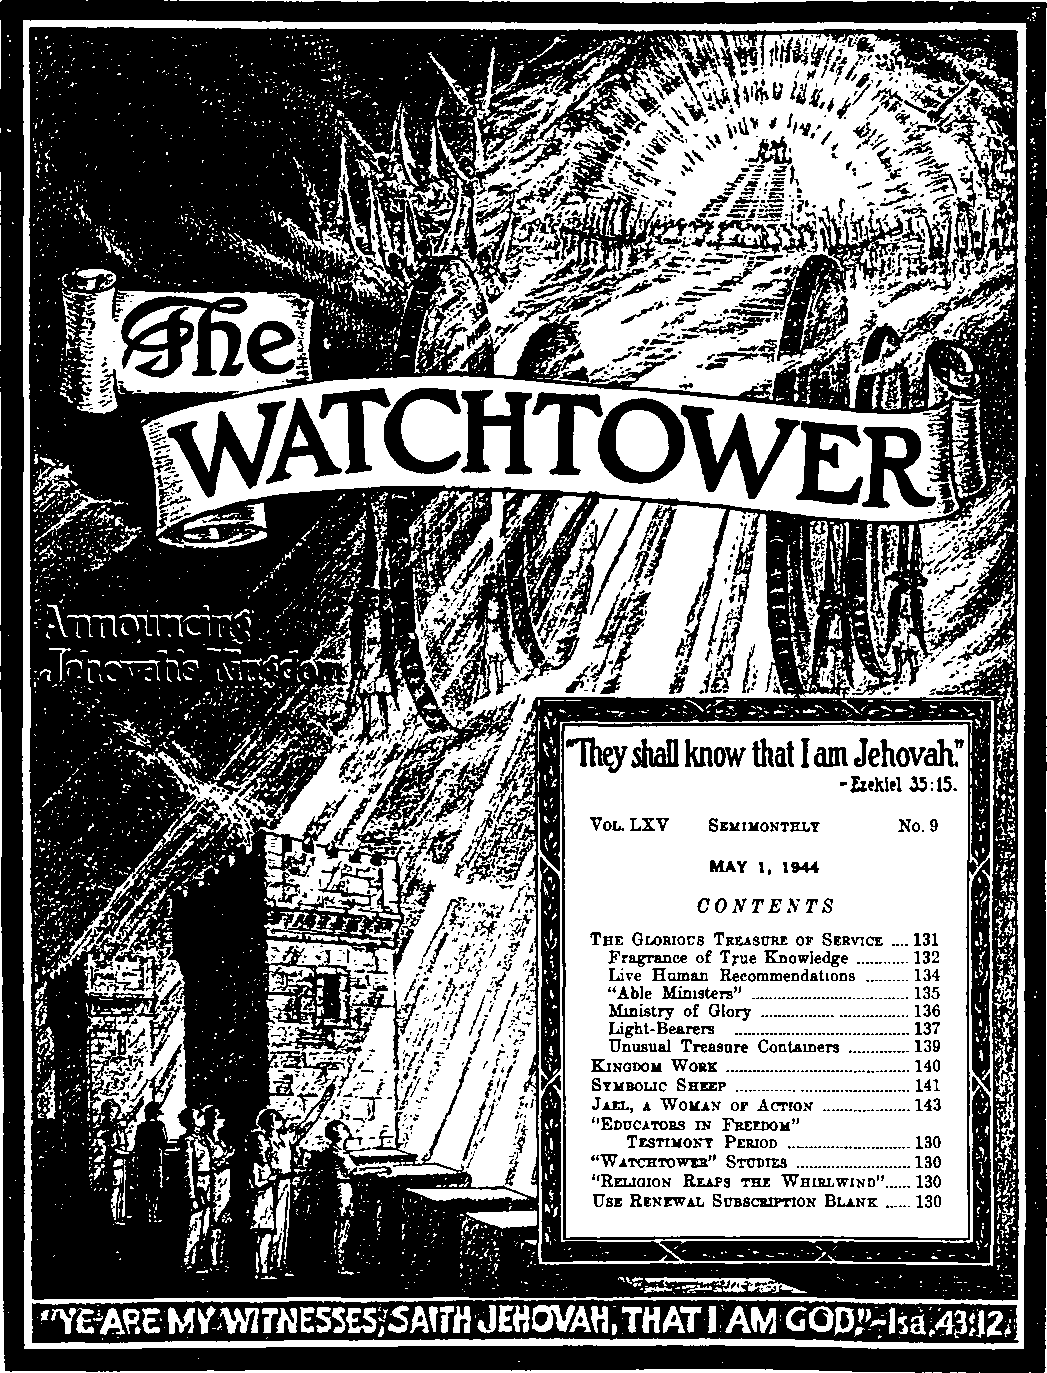 The
WATCHTOWER
Announcing
Jehovah's Kingdom
"They shall know that I am Jehovah."
-Ezekiel 35:15.
VOL. LXV SEMIMONTHLY No. 9
MAY 1, 1944
CONTENTS
THE GLORIOUS TREASURE OF SERVICE .... 131
Fragrance of True Knowledge ............ 132
Live Human Recommendations .......... 134
"Able Ministers" .................................... 135
Ministry of Glory ................. ................ 136
Light-Bearers ........................................ 137
Unusual Treasure Containers .............. 139
KINGDOM WORK .......................................... 140
SYMBOLIC SHEEP ........................................ 141
JAEL, A WOMAN OF ACTION .................... 143
"EDUCATORS IN FREEDOM"
TESTIMONY PERIOD ............................ 130
"WATCHTOWER" STUDIES .......................... 130
"RELIGION REAPS THE WHIRLWIND"...... 130
USE RENEWAL SUBSCRIPTION BLANK ...... 130
"YE ARE MY WITNESSES, SAITH JEHOVAH, THAT I AM GOD."-Isa. 43:12.